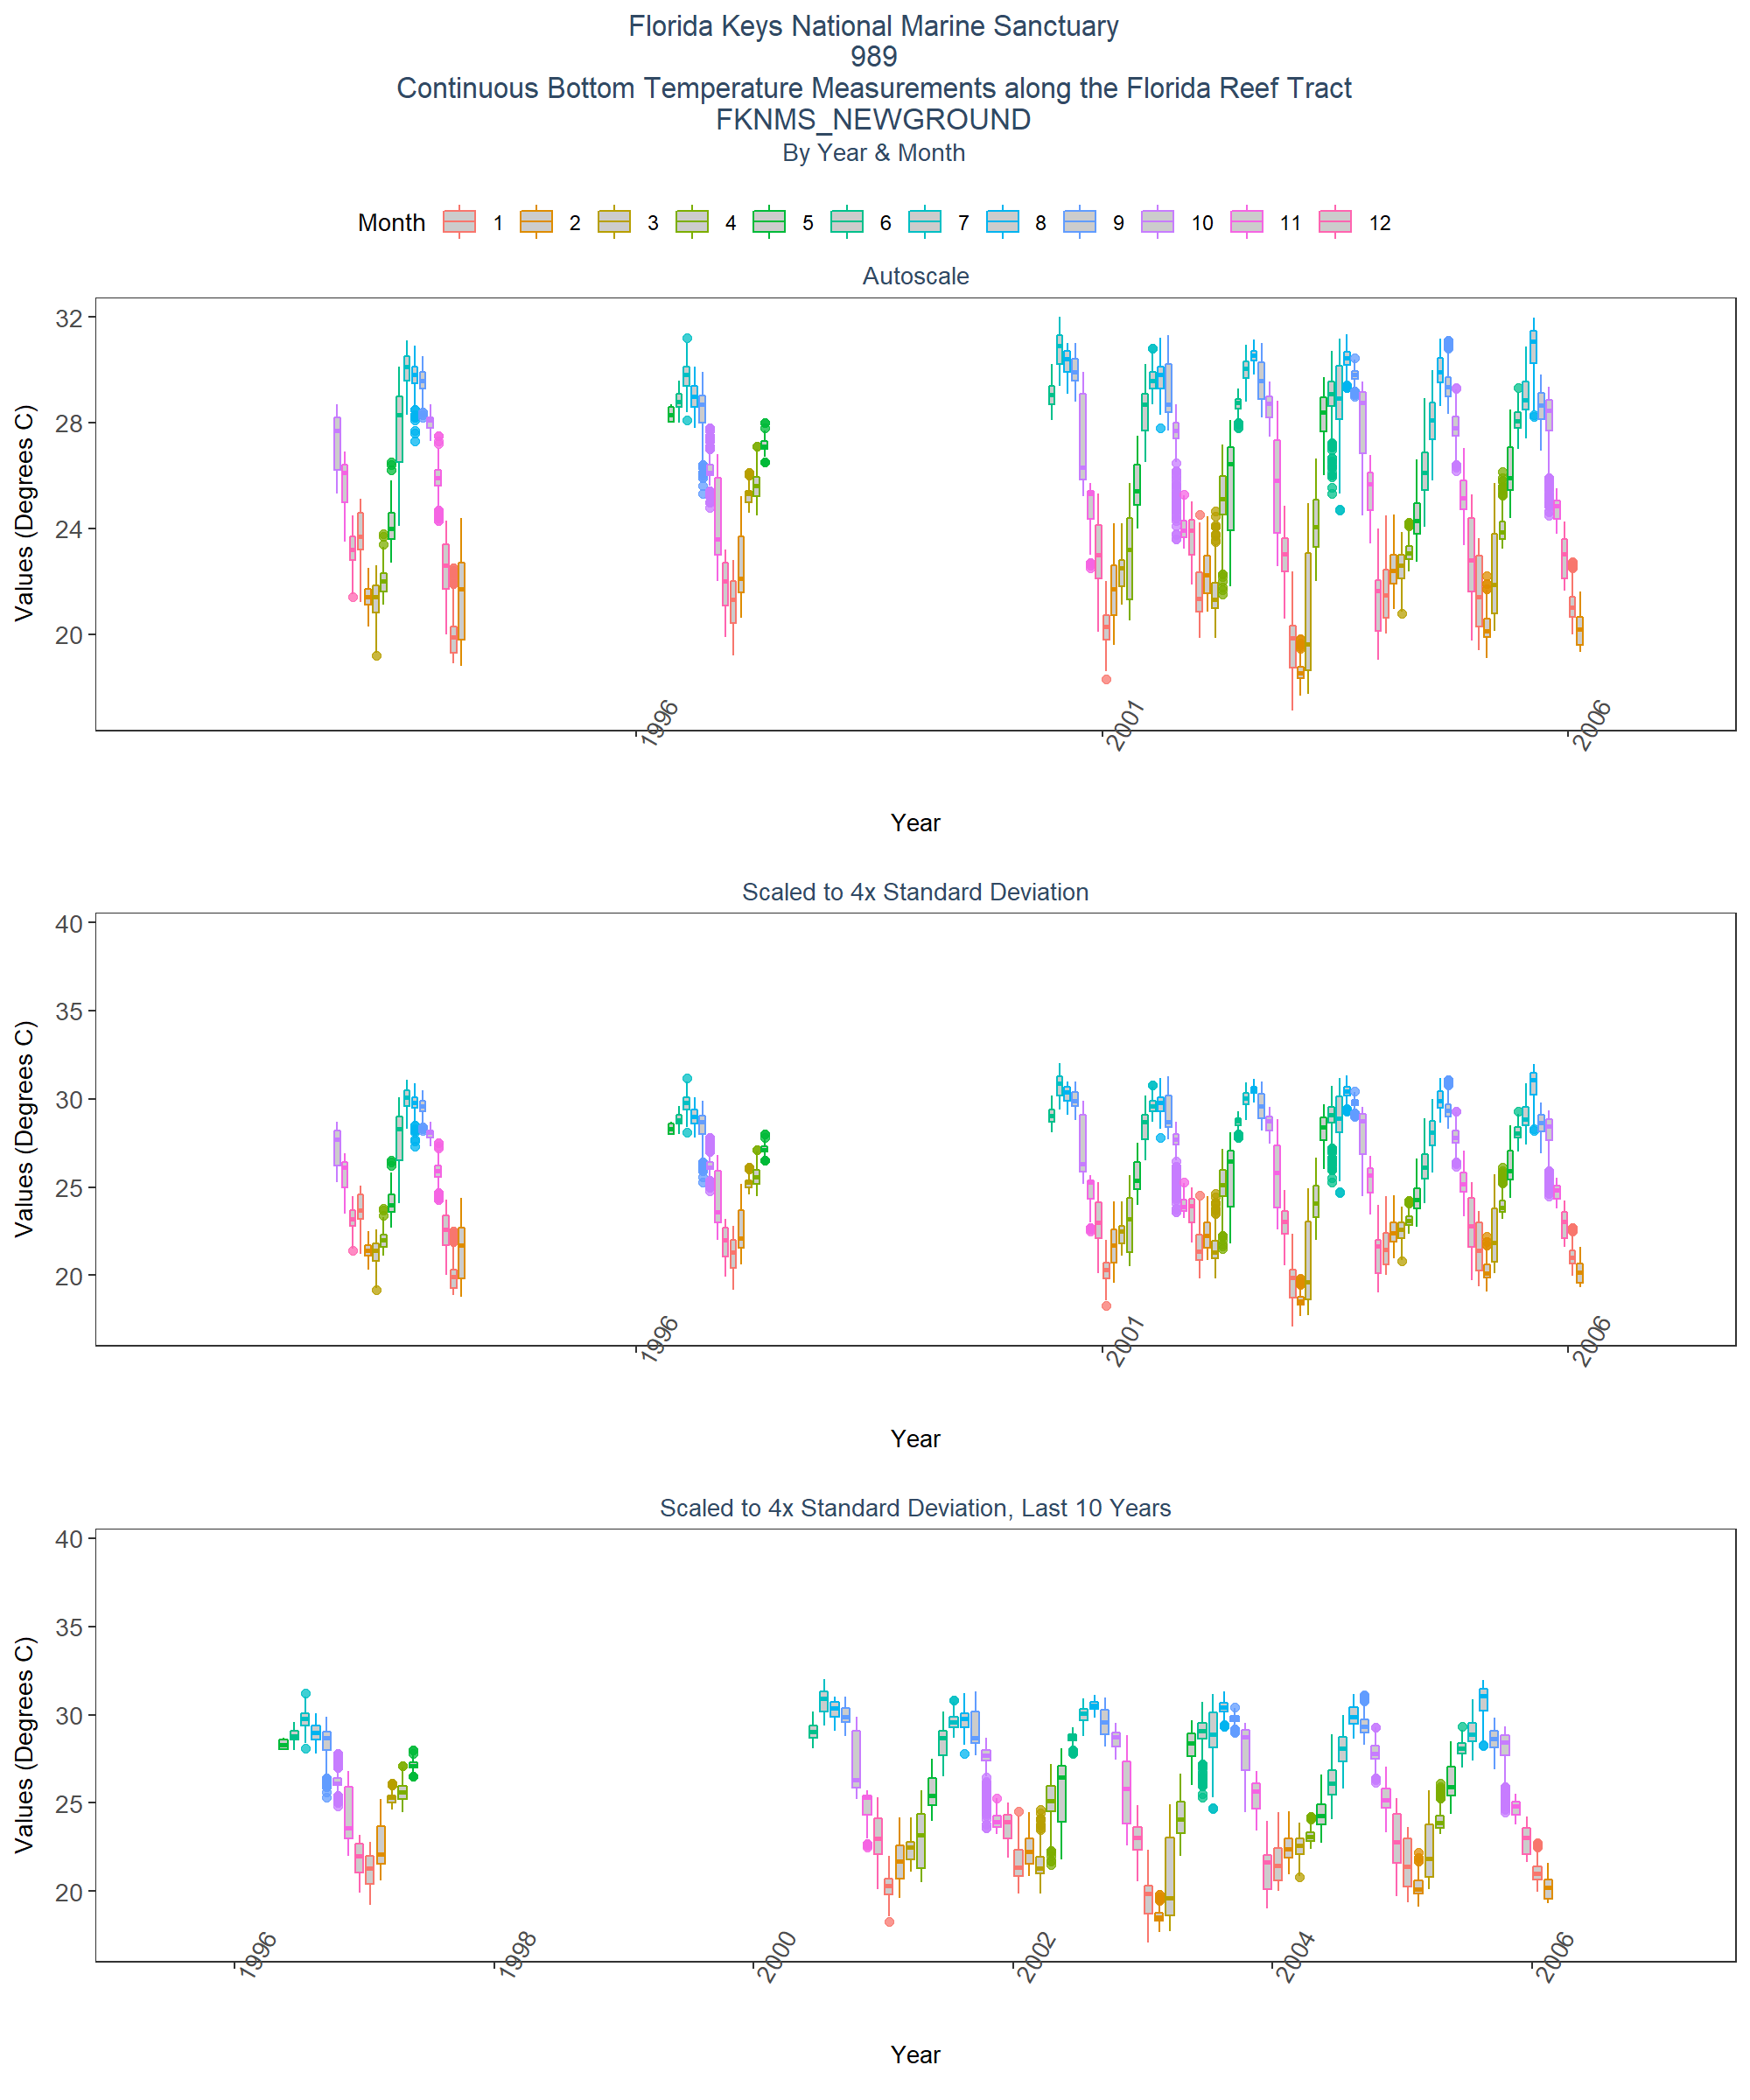 Florida Keys National Marine Sanctuary
989
Continuous Bottom Temperature Measurements along the Florida Reef Tract
FKNMS_NEWGROUND
By Year & Month
Month 1 2 3 4 5 6 7 8 9 10 11 12
Autoscale
Values (Degrees C)
32
28
24
20
1996 2001 2006
Year
Scaled to 4x Standard Deviation
Values (Degrees C)
40
35
30
25
20
1996 2001 2006
Year
Scaled to 4x Standard Deviation, Last 10 Years
Values (Degrees C)
40
35
30
25
20
1996 1998 2000 2002 2004 2006
Year